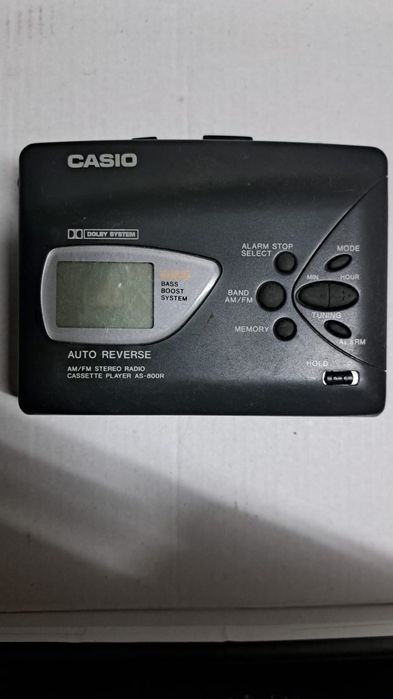 CASIO
DOLBY SYSTEM
ALARM STOP
SELECT
MODE
BASS
BOOST
SYSTEM
BAND
AM/FM
MIN
HOUR
TUNING
MEMORY
ALARM
AUTO REVERSE
HOLD
AM/FM STEREO RADIO
CASSETTE PLAYER AS-800R